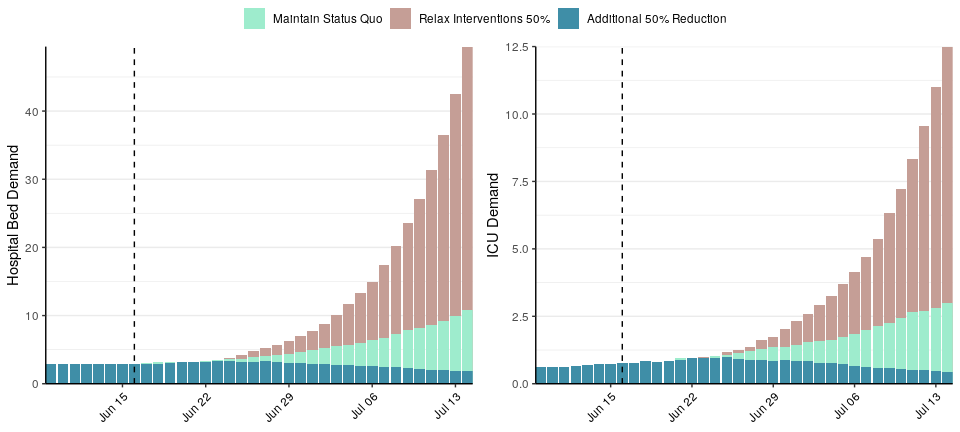 Maintain Status Quo Relax Interventions 50% Additional 50% Reduction
Hospital Bed Demand
40
30
20
10
0
Jun 15 Jun 22 Jun 29 Jul 06 Jul 13
ICU Demand
12.5
10.0
7.5
5.0
2.5
0.0
Jun 15 Jun 22 Jun 29 Jul 06 Jul 13